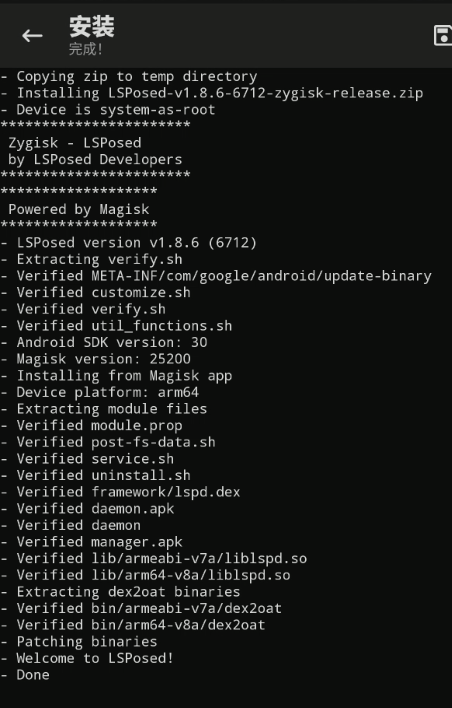 安装
完成！
- Copying zip to temp directory
- Installing LSPosed-v1.8.6-6712-zygisk-release.zip
- Device is system-as-root
***********************
 Zygisk - LSPosed
 by LSPosed Developers
***********************
*******************
 Powered by Magisk
*******************
- LSPosed version v1.8.6 (6712)
- Extracting verify.sh
- Verified META-INF/com/google/android/update-binary
- Verified customize.sh
- Verified verify.sh
- Verified util_functions.sh
- Android SDK version: 30
- Magisk version: 25200
- Installing from Magisk app
- Device platform: arm64
- Extracting module files
- Verified module.prop
- Verified post-fs-data.sh
- Verified service.sh
- Verified uninstall.sh
- Verified framework/lspd.dex
- Verified daemon.apk
- Verified daemon
- Verified manager.apk
- Verified lib/armeabi-v7a/liblspd.so
- Verified lib/arm64-v8a/liblspd.so
- Extracting dex2oat binaries
- Verified bin/armeabi-v7a/dex2oat
- Verified bin/arm64-v8a/dex2oat
- Patching binaries
- Welcome to LSPosed!
- Done